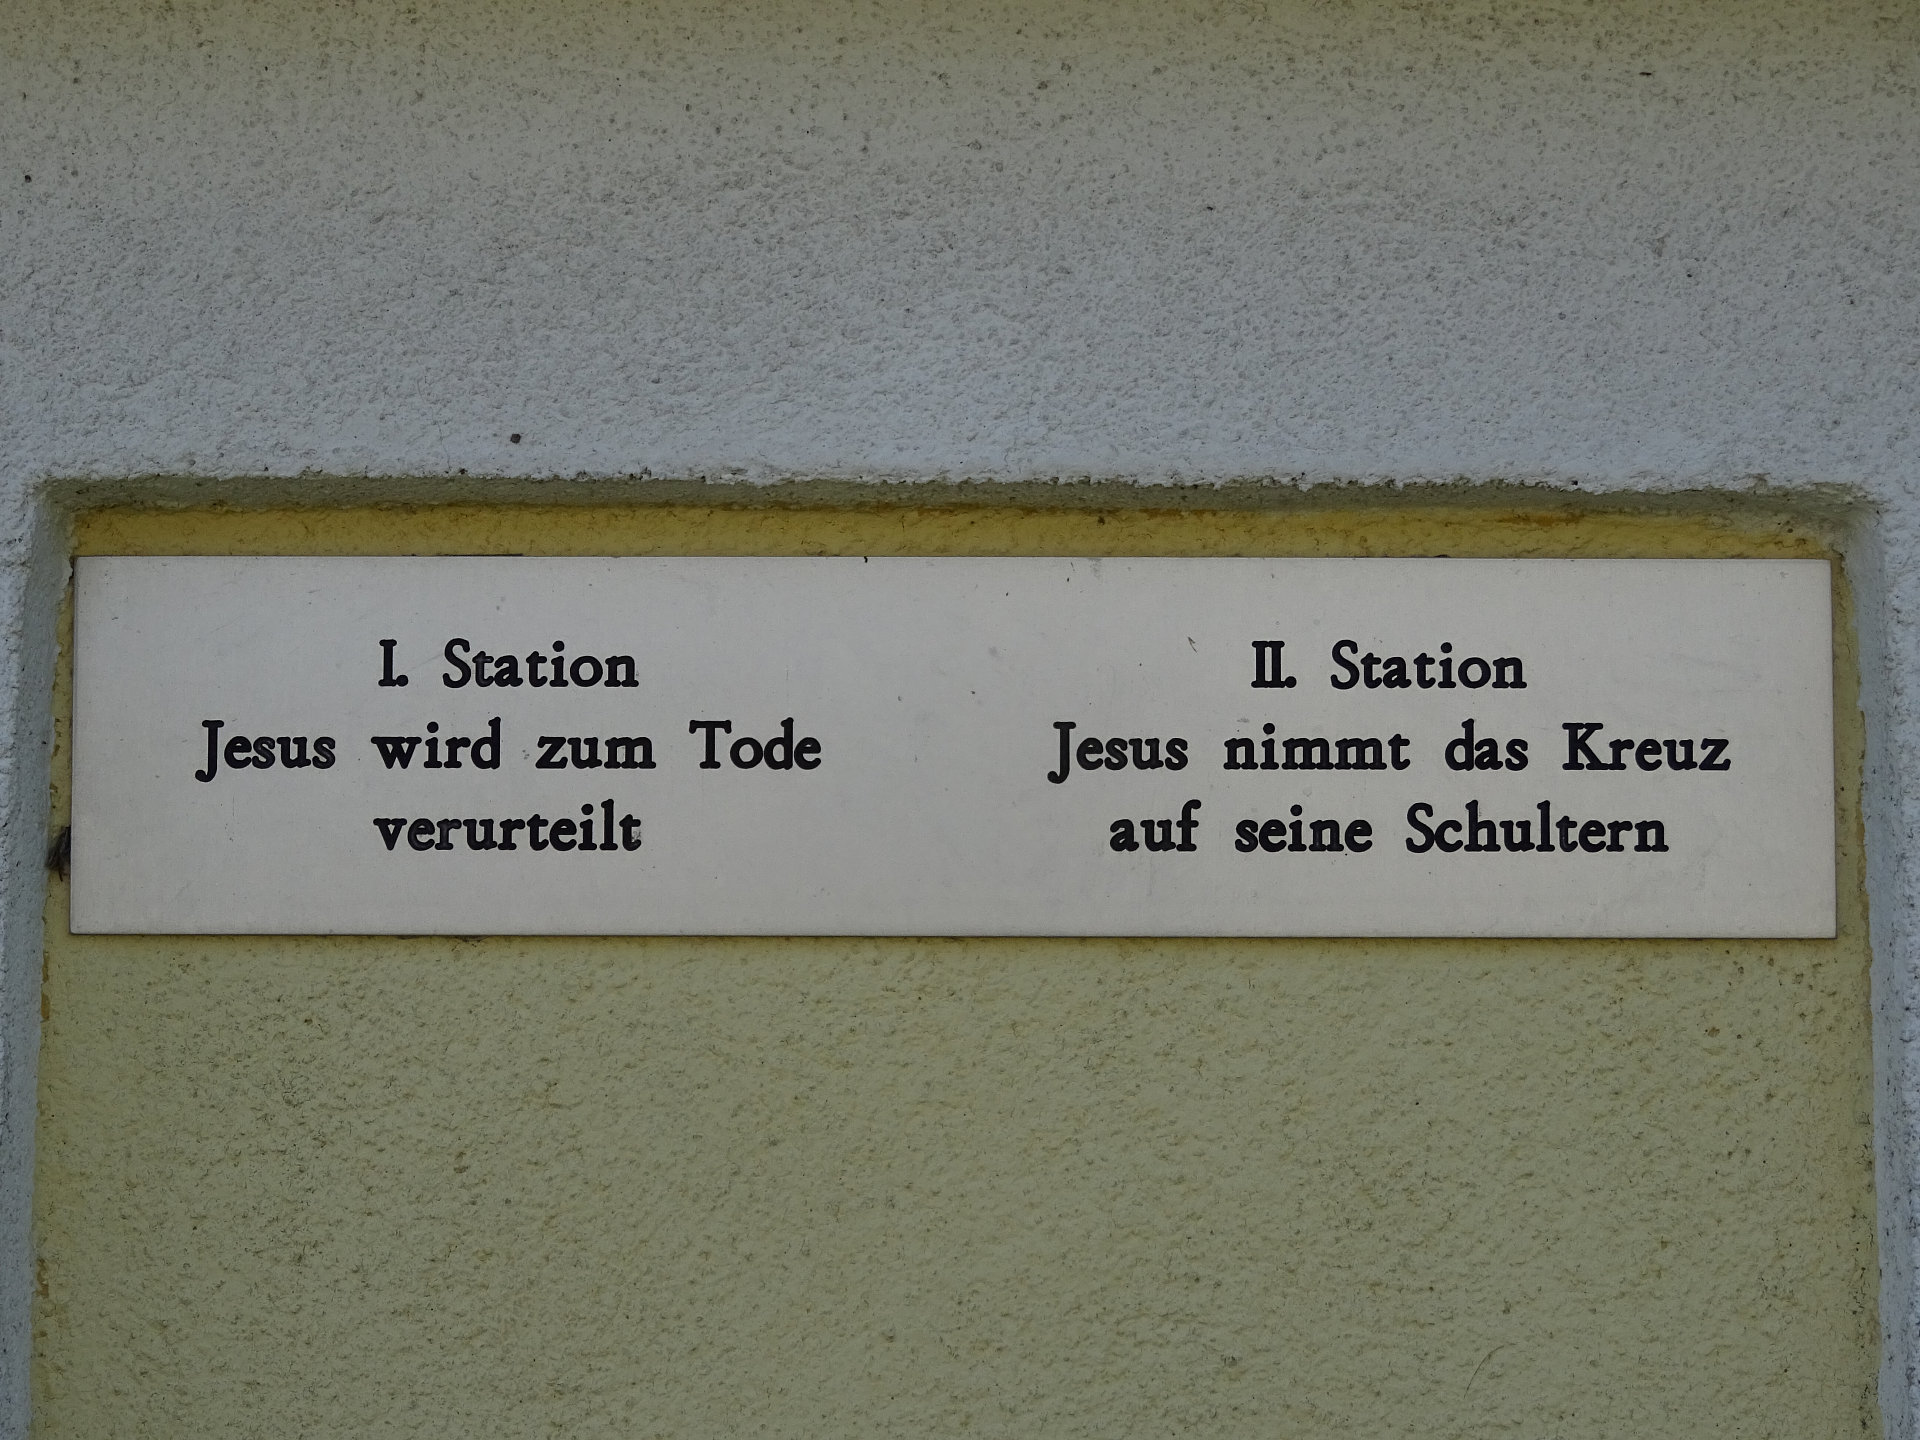 I. Station
Jesus wird zum Tode
verurteilt
II. Station
Jesus nimmt das Kreuz
auf seine Schultern